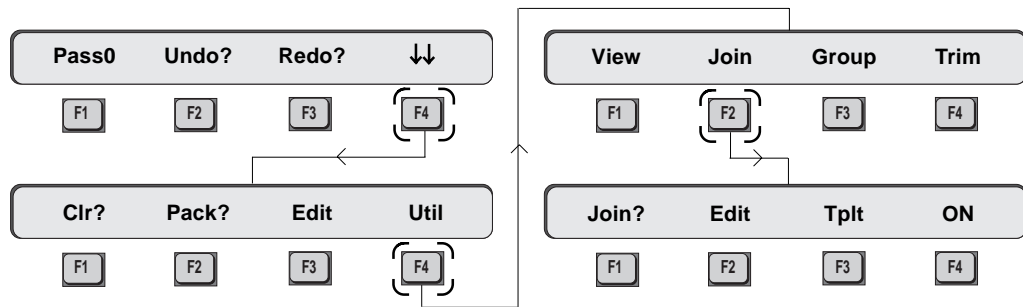 Pass0 Undo? Redo? ↓↓
F1 F2 F3 F4
Clr? Pack? Edit Util
F1 F2 F3 F4
View Join Group Trim
F1 F2 F3 F4
Join? Edit Tplt ON
F1 F2 F3 F4